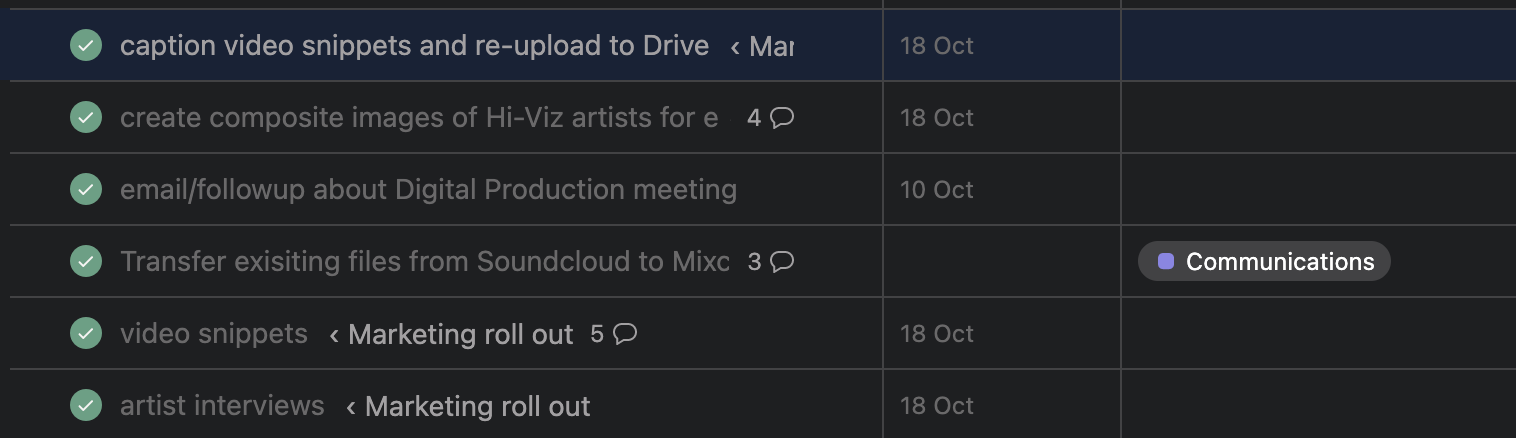 caption video snippets and re-upload to Drive ‹ Mar 18 Oct
create composite images of Hi-Viz artists for e 4 18 Oct
email/followup about Digital Production meeting 10 Oct
Transfer exisiting files from Soundcloud to Mixc 3 Communications
video snippets ‹ Marketing roll out 5 18 Oct
artist interviews ‹ Marketing roll out 18 Oct